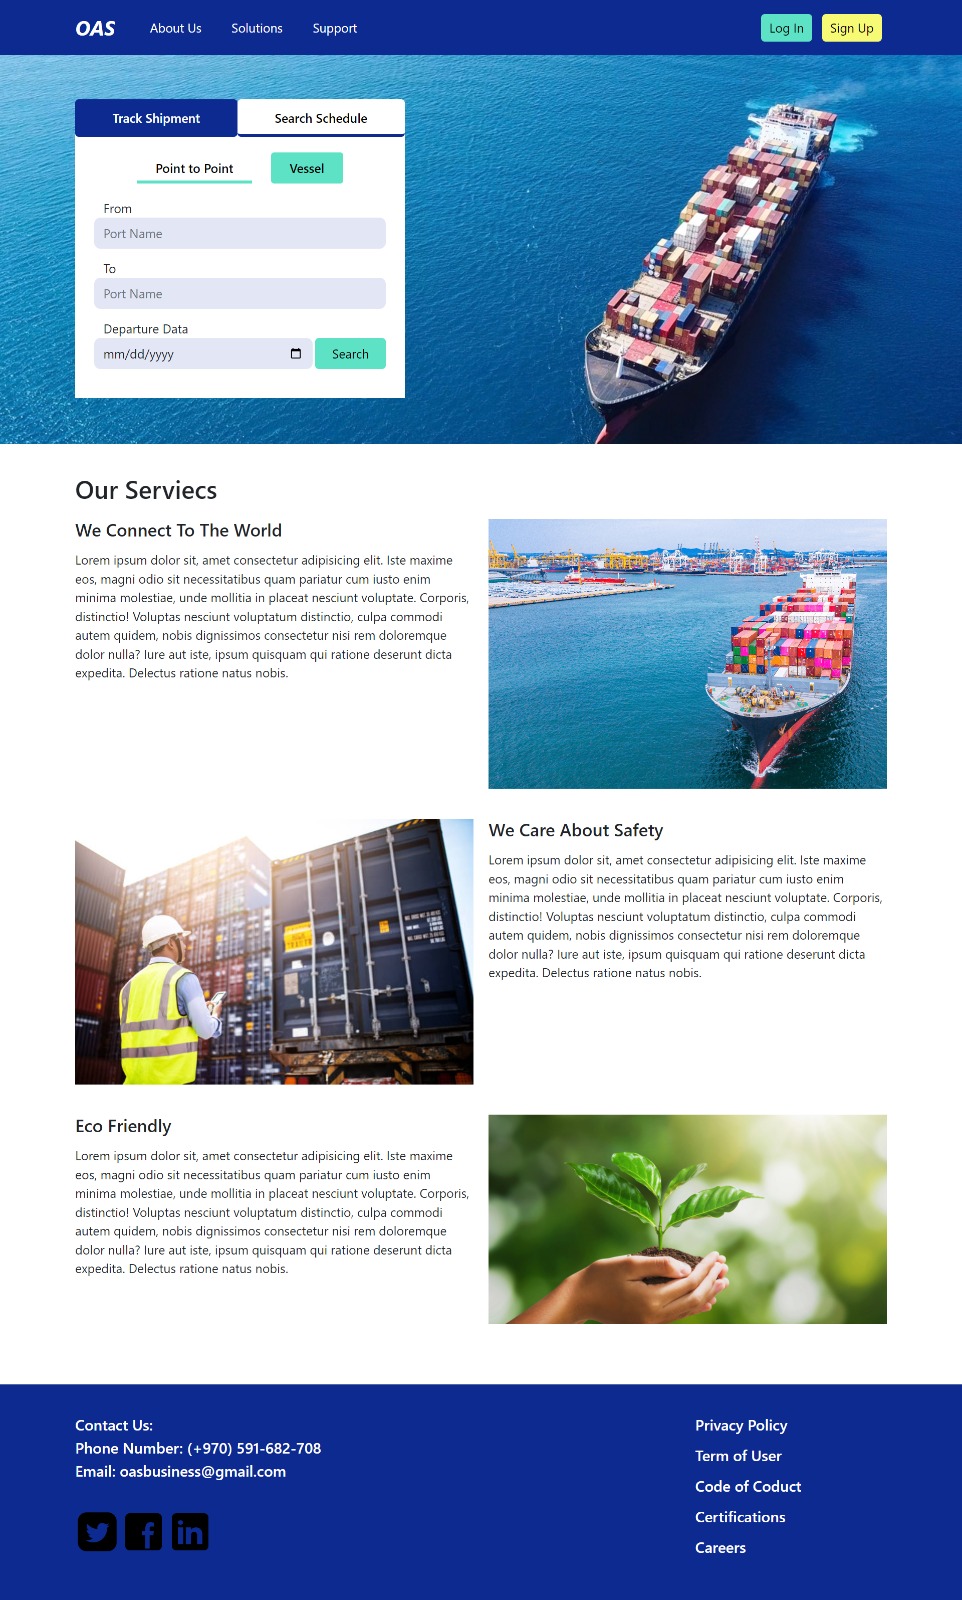 OAS
About Us
Solutions
Support
Log In
Sign Up
Track Shipment
Search Schedule
Point to Point
Vessel
From
Port Name
To
Port Name
Departure Data
mm/dd/yyyy
Search
Our Serviecs
We Connect To The World
Lorem ipsum dolor sit, amet consectetur adipisicing elit. Iste maxime
eos, magni odio sit necessitatibus quam pariatur cum iusto enim
minima molestiae, unde mollitia in placeat nesciunt voluptate. Corporis,
distinctio! Voluptas nesciunt voluptatum distinctio, culpa commodi
autem quidem, nobis dignissimos consectetur nisi rem doloremque
dolor nulla? Iure aut iste, ipsum quisquam qui ratione deserunt dicta
expedita. Delectus ratione natus nobis.
We Care About Safety
Lorem ipsum dolor sit, amet consectetur adipisicing elit. Iste maxime
eos, magni odio sit necessitatibus quam pariatur cum iusto enim
minima molestiae, unde mollitia in placeat nesciunt voluptate. Corporis,
distinctio! Voluptas nesciunt voluptatum distinctio, culpa commodi
autem quidem, nobis dignissimos consectetur nisi rem doloremque
dolor nulla? Iure aut iste, ipsum quisquam qui ratione deserunt dicta
expedita. Delectus ratione natus nobis.
Eco Friendly
Lorem ipsum dolor sit, amet consectetur adipisicing elit. Iste maxime
eos, magni odio sit necessitatibus quam pariatur cum iusto enim
minima molestiae, unde mollitia in placeat nesciunt voluptate. Corporis,
distinctio! Voluptas nesciunt voluptatum distinctio, culpa commodi
autem quidem, nobis dignissimos consectetur nisi rem doloremque
dolor nulla? Iure aut iste, ipsum quisquam qui ratione deserunt dicta
expedita. Delectus ratione natus nobis.
Contact Us:
Phone Number: (+970) 591-682-708
Email: oasbusiness@gmail.com
Privacy Policy
Term of User
Code of Coduct
Certifications
Careers